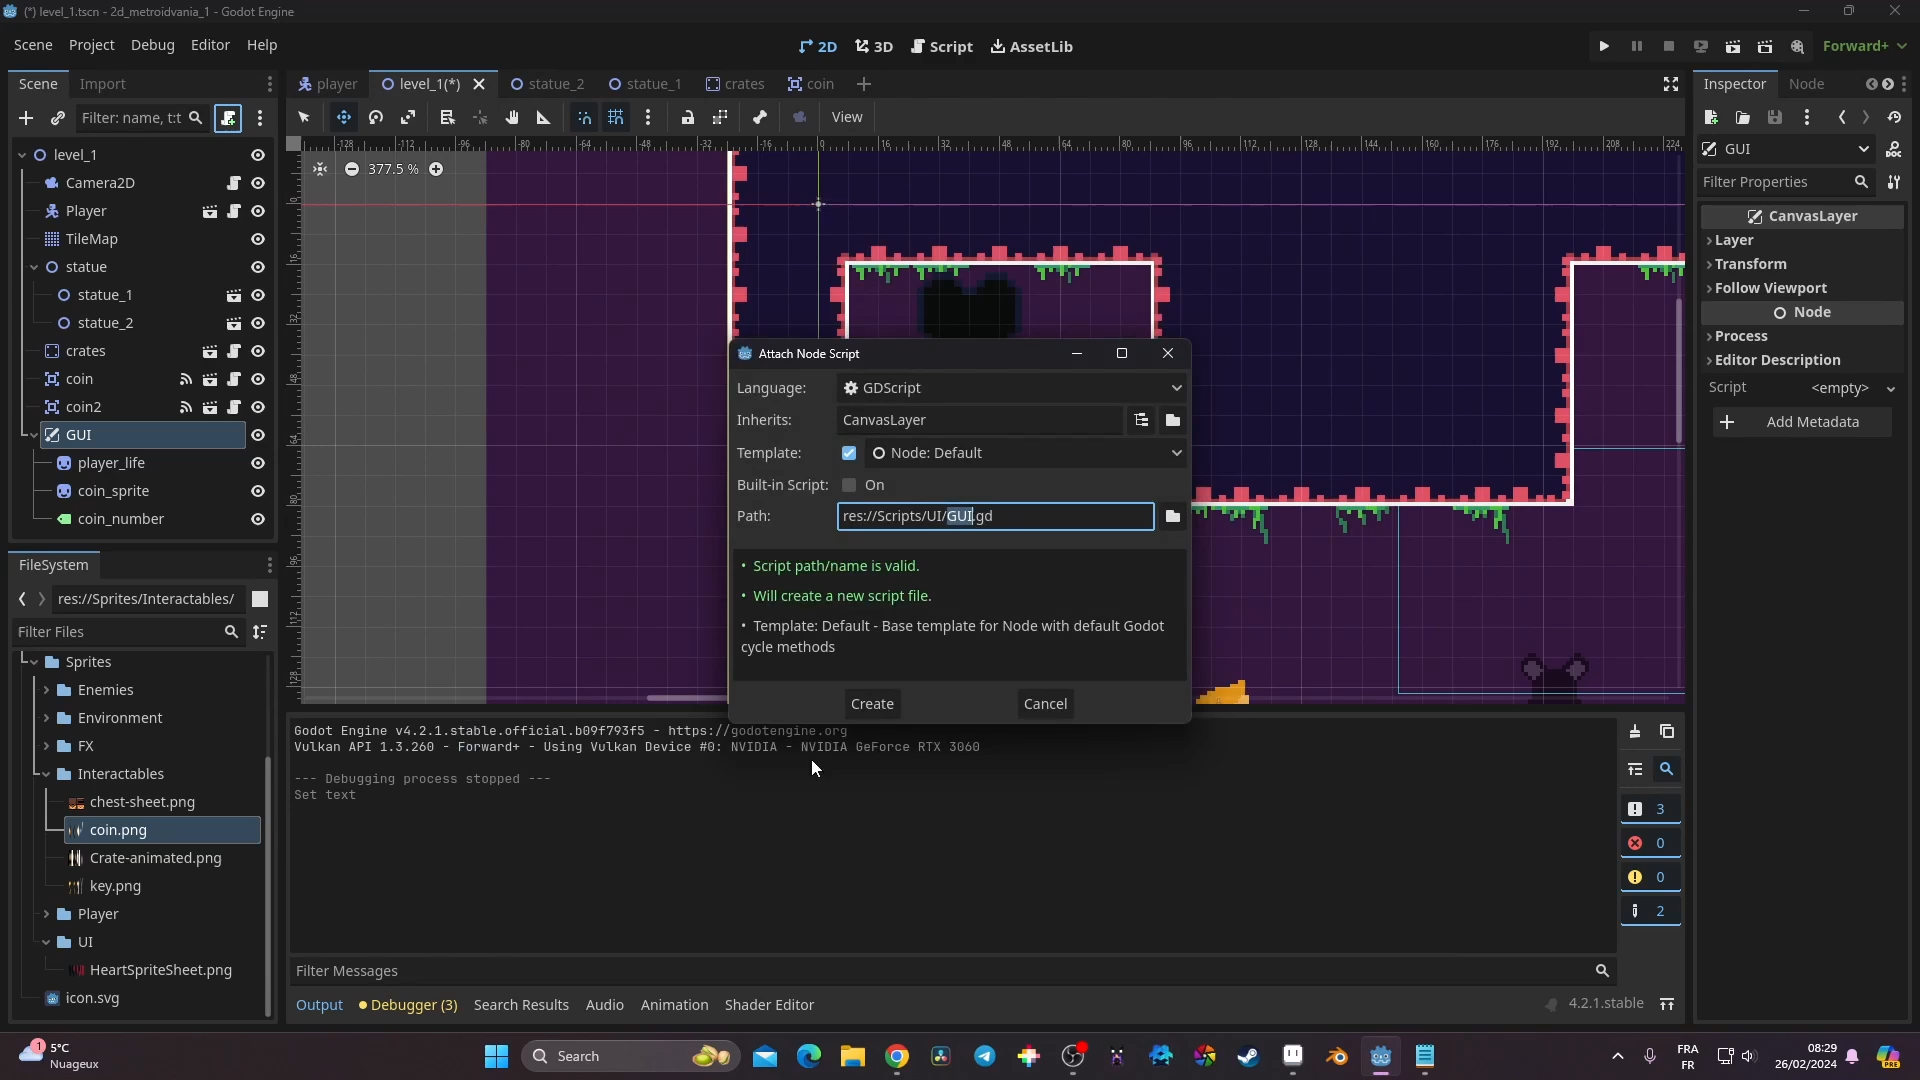 (*) level_1.tscn - 2d_metroidvania_1 - Godot Engine
Scene Project Debug Editor Help
2D 3D Script AssetLib
Forward+
Scene Import
player level_1(*) statue_2 statue_1 crates coin
Inspector Node
Filter: name, t:t
View
GUI
Filter Properties
377.5 %
level_1
Camera2D
Player
TileMap
statue
statue_1
statue_2
crates
coin
coin2
GUI
player_life
coin_sprite
coin_number
CanvasLayer
Layer
Transform
Follow Viewport
Node
Process
Editor Description
Script <empty>
Add Metadata
Attach Node Script
Language: GDScript
Inherits: CanvasLayer
Template: Node: Default
Built-in Script: On
Path: res://Scripts/UI/GUI.gd
• Script path/name is valid.
• Will create a new script file.
• Template: Default - Base template for Node with default Godot
cycle methods
Create Cancel
FileSystem
res://Sprites/Interactables/
Filter Files
Sprites
Enemies
Environment
FX
Interactables
chest-sheet.png
coin.png
Crate-animated.png
key.png
Player
UI
HeartSpriteSheet.png
icon.svg
Godot Engine v4.2.1.stable.official.b09f793f5 - https://godotengine.org
Vulkan API 1.3.260 - Forward+ - Using Vulkan Device #0: NVIDIA - NVIDIA GeForce RTX 3060
--- Debugging process stopped ---
Set text
3
0
0
2
Filter Messages
Output Debugger (3) Search Results Audio Animation Shader Editor
4.2.1.stable
1
5°C
Nuageux
Search
FRA
FR
08:29
26/02/2024